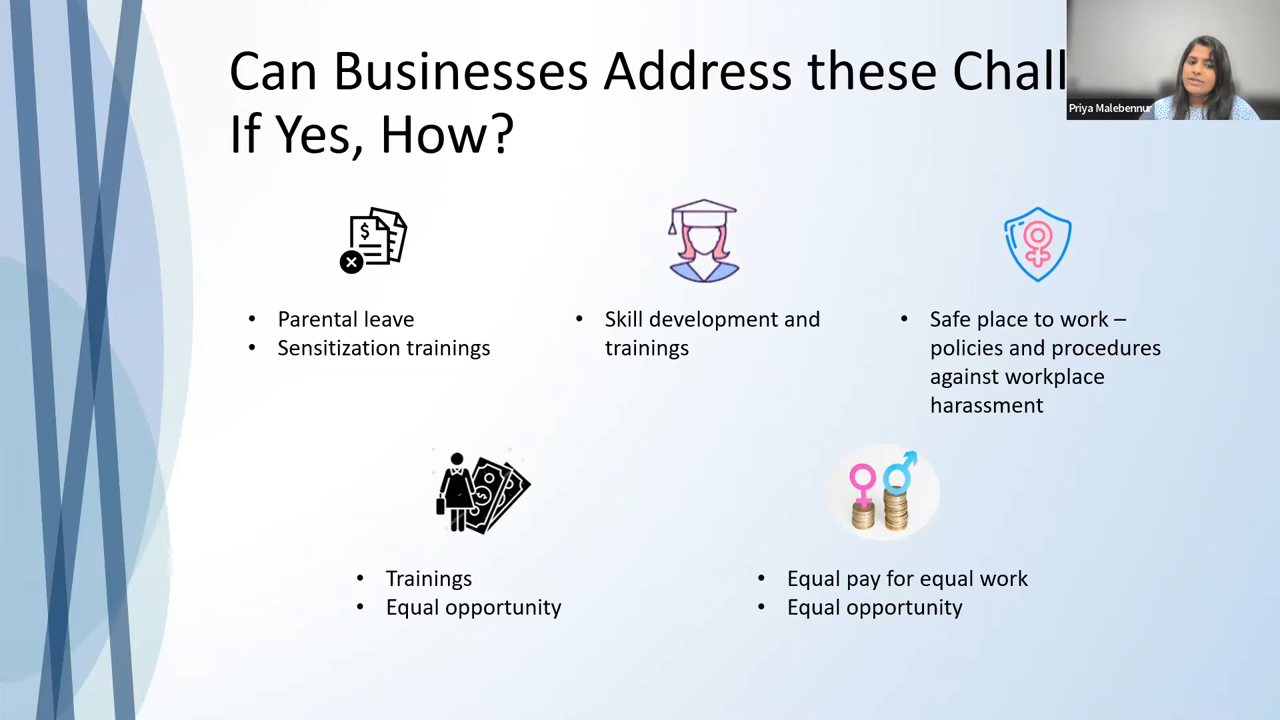 Can Businesses Address these Chall
If Yes, How?
Priya Malebennur
$
• Parental leave
• Sensitization trainings
• Skill development and
trainings
• Safe place to work –
policies and procedures
against workplace
harassment
• Trainings
• Equal opportunity
• Equal pay for equal work
• Equal opportunity